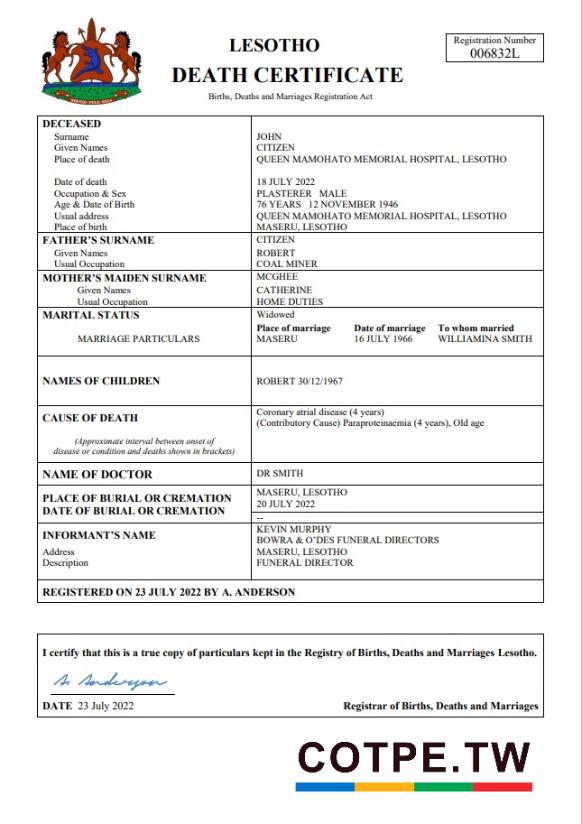 LESOTHO
DEATH CERTIFICATE
Births, Deaths and Marriages Registration Act
Registration Number
006832L
DECEASED
Surname JOHN
Given Names CITIZEN
Place of death QUEEN MAMOHATO MEMORIAL HOSPITAL, LESOTHO
Date of death 18 JULY 2022
Occupation & Sex PLASTERER MALE
Age & Date of Birth 76 YEARS 12 NOVEMBER 1946
Usual address QUEEN MAMOHATO MEMORIAL HOSPITAL, LESOTHO
Place of birth MASERU, LESOTHO
FATHER'S SURNAME CITIZEN
Given Names ROBERT
Usual Occupation COAL MINER
MOTHER'S MAIDEN SURNAME MCGHEE
Given Names CATHERINE
Usual Occupation HOME DUTIES
MARITAL STATUS Widowed
Place of marriage Date of marriage To whom married
MARRIAGE PARTICULARS MASERU 16 JULY 1966 WILLIAMINA SMITH
NAMES OF CHILDREN ROBERT 30/12/1967
CAUSE OF DEATH
Coronary atrial disease (4 years)
(Contributory Cause) Paraproteinaemia (4 years), Old age
(Approximate interval between onset of
disease or condition and deaths shown in brackets)
NAME OF DOCTOR DR SMITH
PLACE OF BURIAL OR CREMATION MASERU, LESOTHO
DATE OF BURIAL OR CREMATION 20 JULY 2022
--
INFORMANT'S NAME KEVIN MURPHY
BOWRA & O'DES FUNERAL DIRECTORS
Address MASERU, LESOTHO
Description FUNERAL DIRECTOR
REGISTERED ON 23 JULY 2022 BY A. ANDERSON
I certify that this is a true copy of particulars kept in the Registry of Births, Deaths and Marriages Lesotho.
A. Anderson
DATE 23 July 2022 Registrar of Births, Deaths and Marriages
COTPE.TW